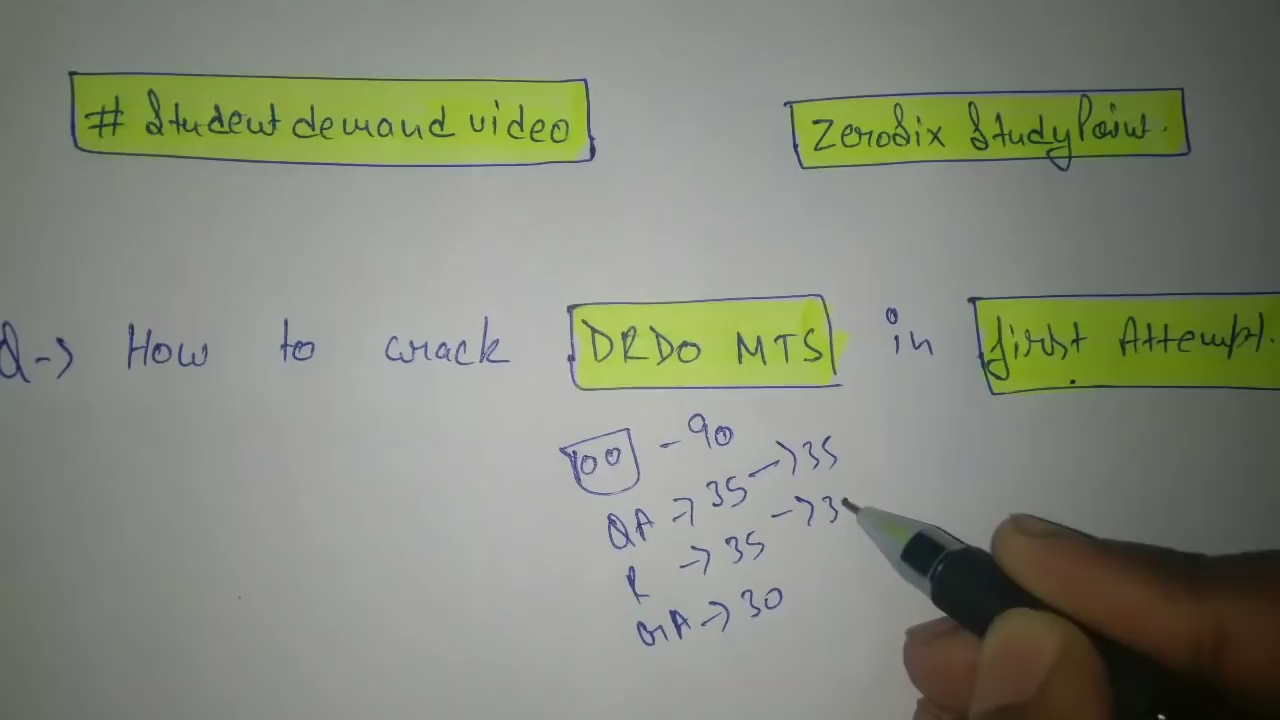 # Student demand video
ZeroSix StudyPoint.
Q-> How to crack DRDO MTS in first Attempt.
100 - 90
QA -> 35 -> 35
R -> 35 -> 3
GA -> 30